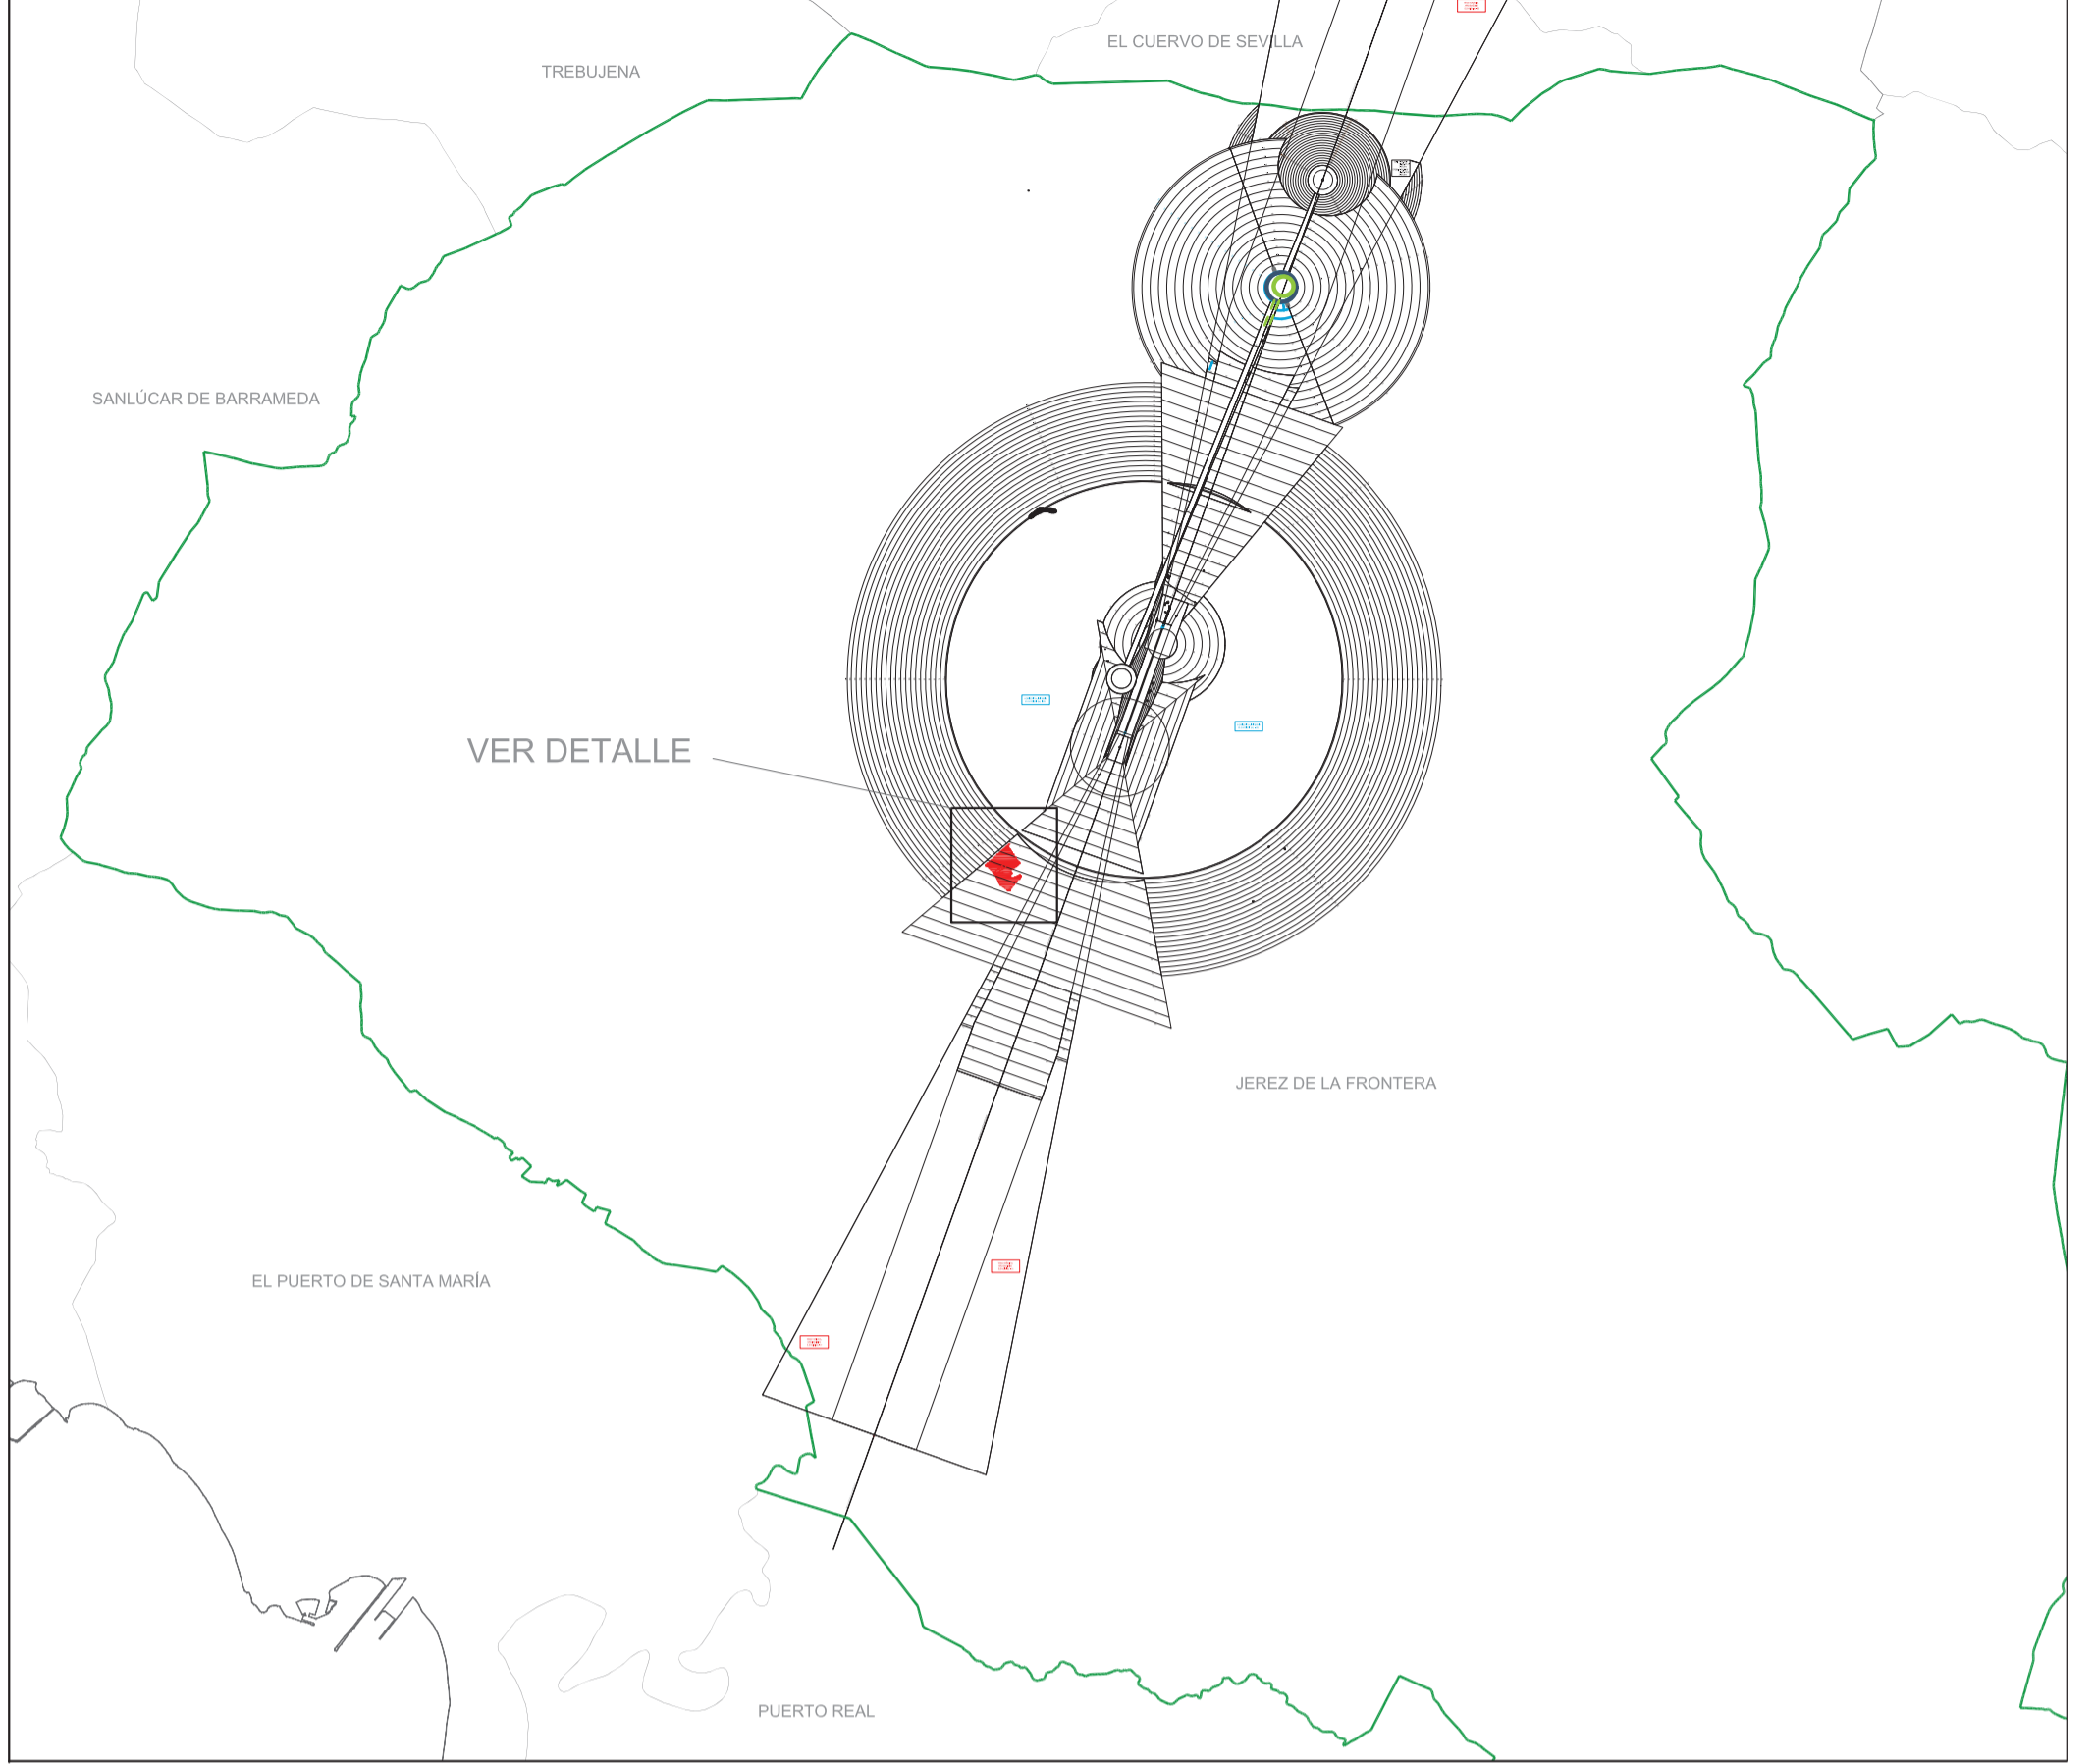 EL CUERVO DE SEVILLA
TREBUJENA
SANLÚCAR DE BARRAMEDA
VER DETALLE
JEREZ DE LA FRONTERA
EL PUERTO DE SANTA MARÍA
PUERTO REAL